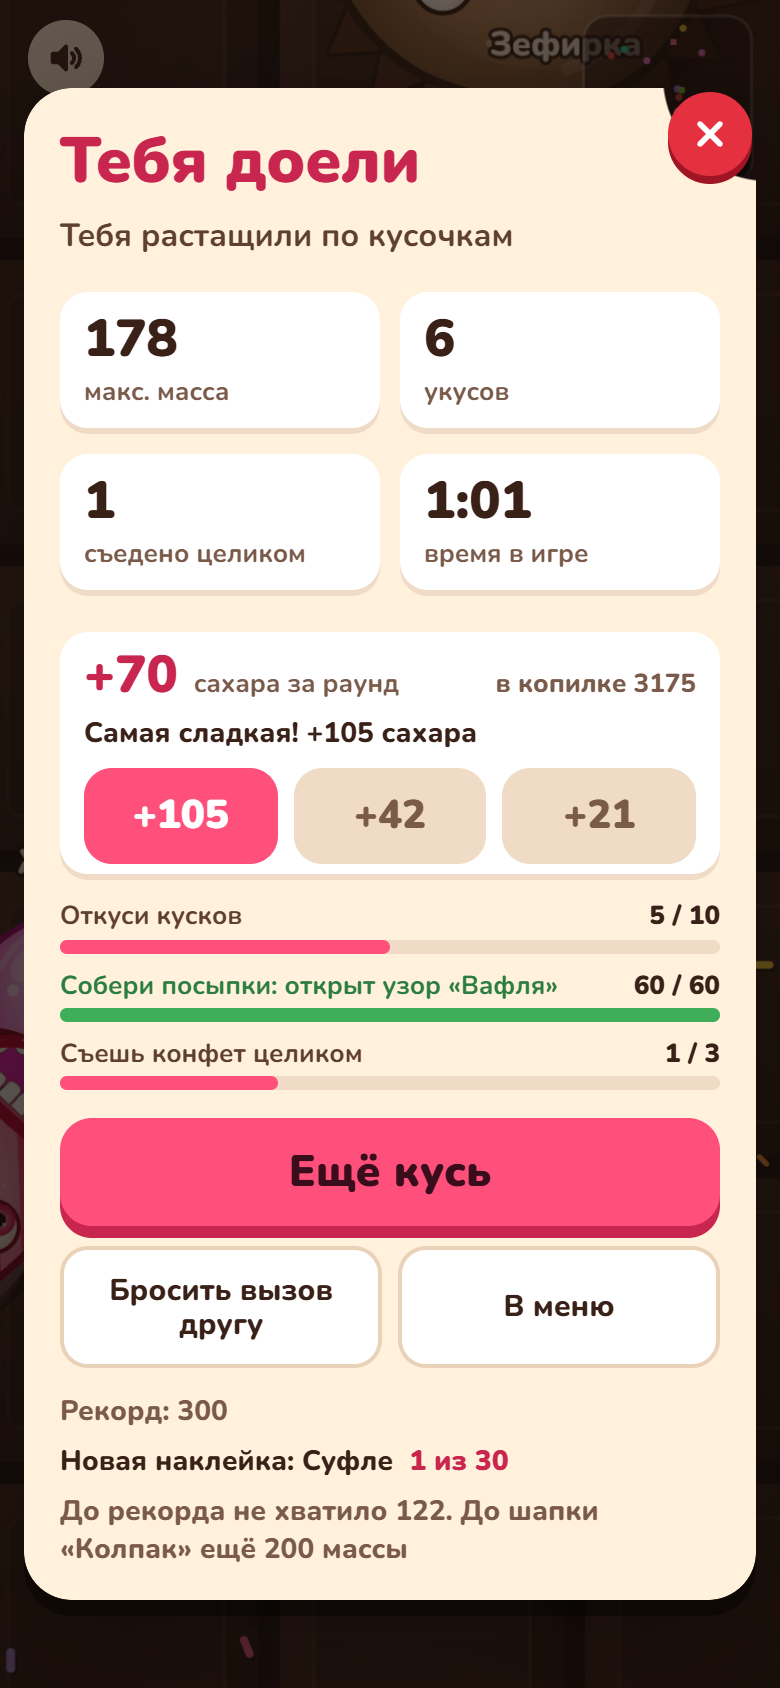 Зефирка
Тебя доели
Тебя растащили по кусочкам
178
макс. масса
6
укусов
1
съедено целиком
1:01
время в игре
+70 сахара за раунд
в копилке 3175
Самая сладкая! +105 сахара
+105
+42
+21
Откуси кусков
5 / 10
Собери посыпки: открыт узор «Вафля»
60 / 60
Съешь конфет целиком
1 / 3
Ещё кусь
Бросить вызов
другу
В меню
Рекорд: 300
Новая наклейка: Суфле 1 из 30
До рекорда не хватило 122. До шапки
«Колпак» ещё 200 массы